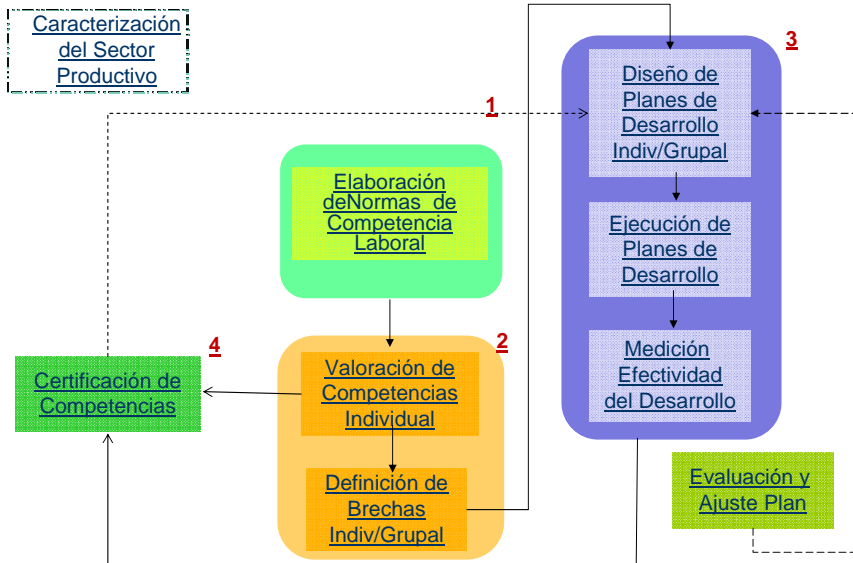 Caracterización
del Sector
Productivo
1
Elaboración
deNormas de
Competencia
Laboral
2
Valoración de
Competencias
Individual
Definición de
Brechas
Indiv/Grupal
3
Diseño de
Planes de
Desarrollo
Indiv/Grupal
Ejecución de
Planes de
Desarrollo
Medición
Efectividad
del Desarrollo
4
Certificación de
Competencias
Evaluación y
Ajuste Plan